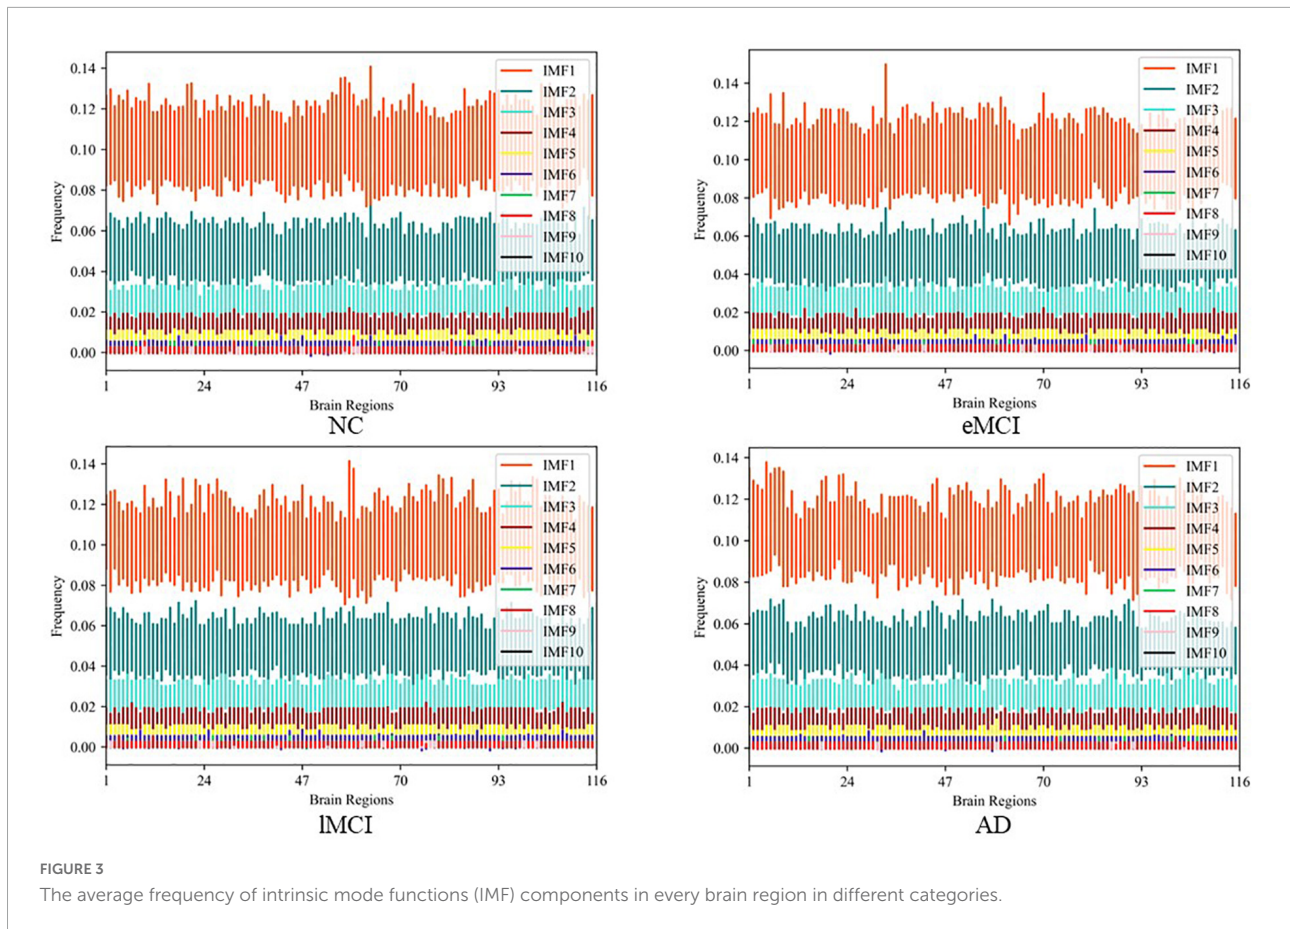 0.14
0.12
0.10
0.08
0.06
0.04
0.02
0.00
Frequency
1 24 47 70 93 116
Brain Regions
IMF1
IMF2
IMF3
IMF4
IMF5
IMF6
IMF7
IMF8
IMF9
IMF10
NC
0.14
0.12
0.10
0.08
0.06
0.04
0.02
0.00
Frequency
1 24 47 70 93 116
Brain Regions
IMF1
IMF2
IMF3
IMF4
IMF5
IMF6
IMF7
IMF8
IMF9
IMF10
eMCI
0.14
0.12
0.10
0.08
0.06
0.04
0.02
0.00
Frequency
1 24 47 70 93 116
Brain Regions
IMF1
IMF2
IMF3
IMF4
IMF5
IMF6
IMF7
IMF8
IMF9
IMF10
lMCI
0.14
0.12
0.10
0.08
0.06
0.04
0.02
0.00
Frequency
1 24 47 70 93 116
Brain Regions
IMF1
IMF2
IMF3
IMF4
IMF5
IMF6
IMF7
IMF8
IMF9
IMF10
AD
FIGURE 3
The average frequency of intrinsic mode functions (IMF) components in every brain region in different categories.